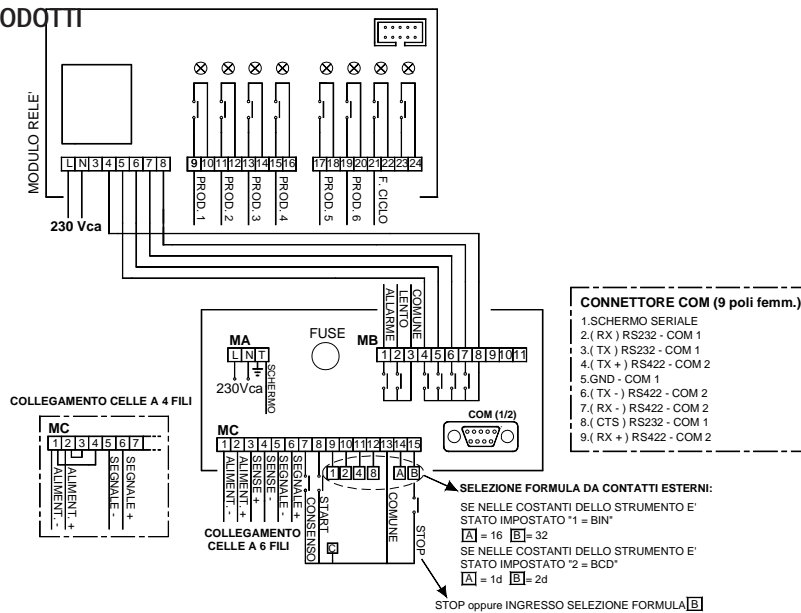 ODOTTI
MODULO RELE'
L N 3 4 5 6 7 8
9 10 11 12 13 14 15 16
17 18 19 20 21 22 23 24
PROD. 1
PROD. 2
PROD. 3
PROD. 4
PROD. 5
PROD. 6
F. CICLO
230 Vca
ALLARME
LENTO
COMUNE
MA
L N T
230Vca
SCHERMO
FUSE
MB
1 2 3 4 5 6 7 8 9 10 11
CONNETTORE COM (9 poli femm.)
1.SCHERMO SERIALE
2.( RX ) RS232 - COM 1
3.( TX ) RS232 - COM 1
4.( TX + ) RS422 - COM 2
5.GND - COM 1
6.( TX - ) RS422 - COM 2
7.( RX - ) RS422 - COM 2
8.( CTS ) RS232 - COM 1
9.( RX + ) RS422 - COM 2
COLLEGAMENTO CELLE A 4 FILI
MC
1 2 3 4 5 6 7
ALIMENT. -
ALIMENT. +
SEGNALE -
SEGNALE +
COM (1/2)
MC
1 2 3 4 5 6 7 8 9 10 11 12 13 14 15
ALIMENT. -
ALIMENT. +
SENSE +
SENSE -
SEGNALE -
SEGNALE +
CONSENSO
START
C
1 2 4 8 A B
COMUNE
STOP
COLLEGAMENTO
CELLE A 6 FILI
SELEZIONE FORMULA DA CONTATTI ESTERNI:
SE NELLE COSTANTI DELLO STRUMENTO E'
STATO IMPOSTATO "1 = BIN"
A = 16 B = 32
SE NELLE COSTANTI DELLO STRUMENTO E'
STATO IMPOSTATO "2 = BCD"
A = 1d B = 2d
STOP oppure INGRESSO SELEZIONE FORMULA B